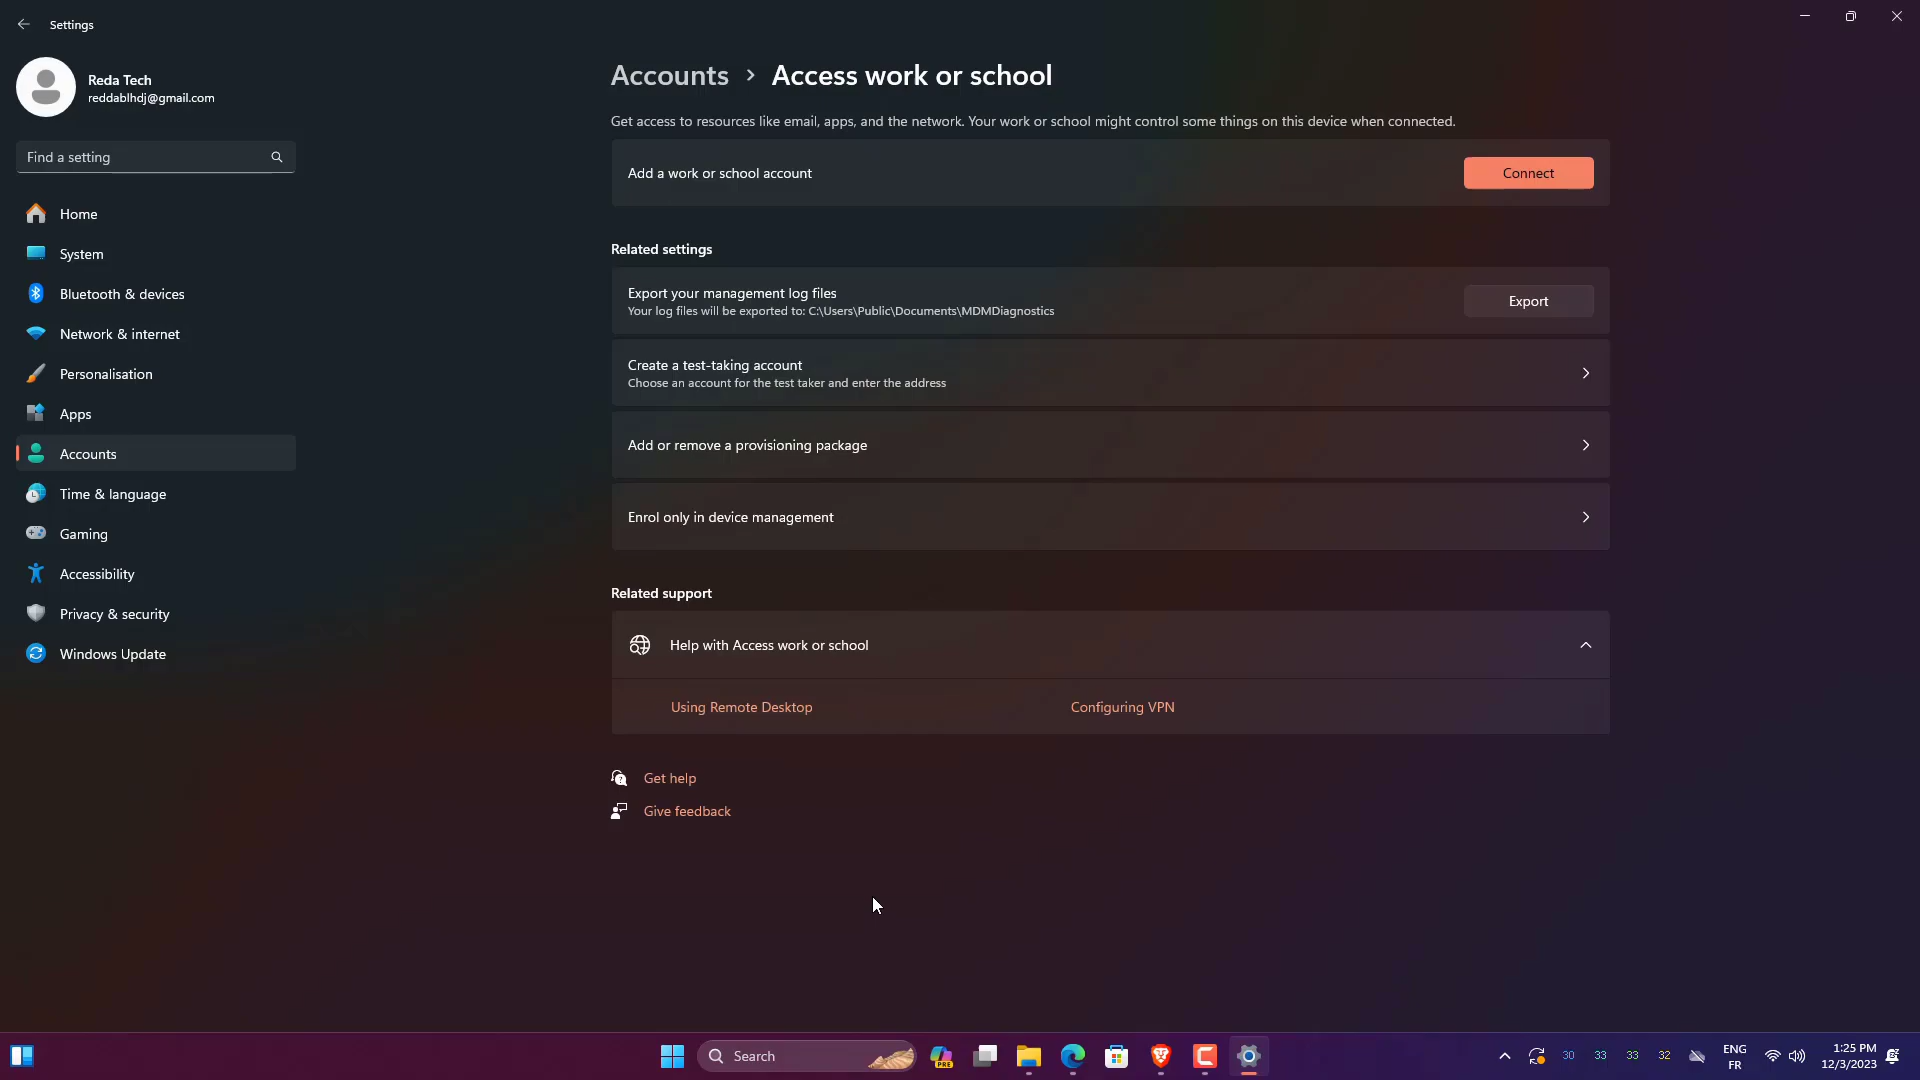 Settings
Reda Tech
reddablhdj@gmail.com
Find a setting
Home
System
Bluetooth & devices
Network & internet
Personalisation
Apps
Accounts
Time & language
Gaming
Accessibility
Privacy & security
Windows Update
Accounts > Access work or school
Get access to resources like email, apps, and the network. Your work or school might control some things on this device when connected.
Add a work or school account
Connect
Related settings
Export your management log files
Your log files will be exported to: C:\Users\Public\Documents\MDMDiagnostics
Export
Create a test-taking account
Choose an account for the test taker and enter the address
Add or remove a provisioning package
Enrol only in device management
Related support
Help with Access work or school
Using Remote Desktop
Configuring VPN
Get help
Give feedback
Search
PRE
30 33 33 32
ENG
FR
1:25 PM
12/3/2023